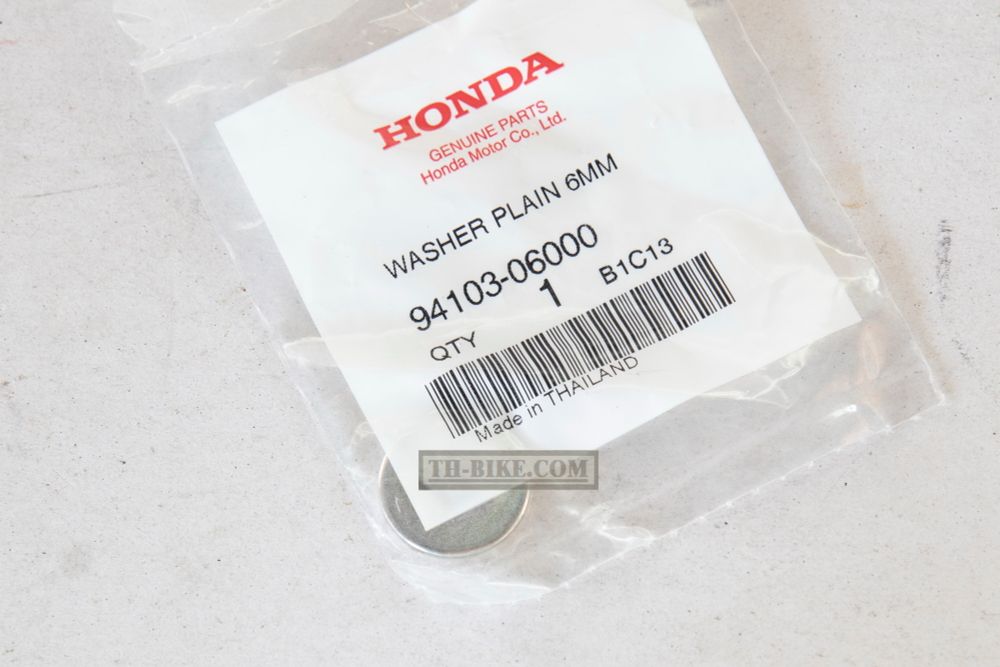 HONDA
GENUINE PARTS
Honda Motor Co., Ltd.
WASHER PLAIN 6MM
94103-06000
QTY 1 B1C13
Made in THAILAND
TH-BIKE.COM